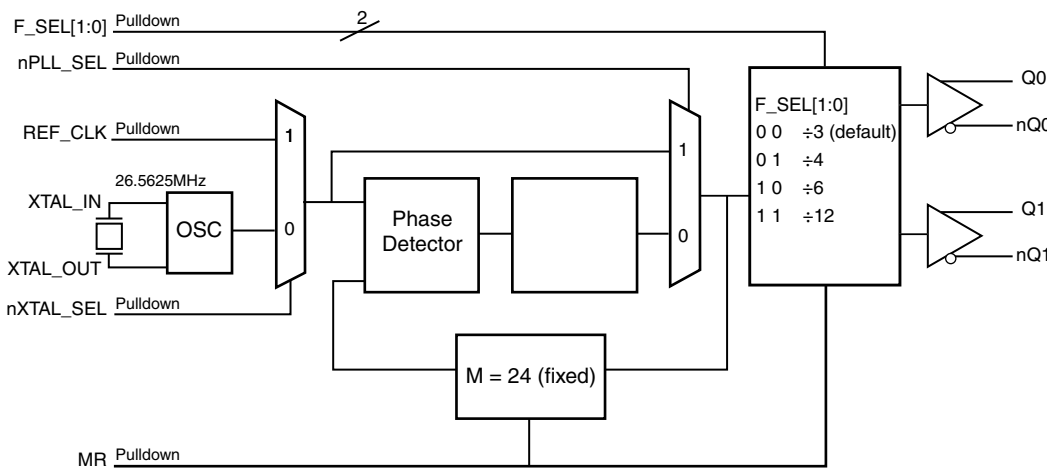 F_SEL[1:0] Pulldown
2
nPLL_SEL Pulldown
REF_CLK Pulldown
1
0
26.5625MHz
XTAL_IN
OSC
XTAL_OUT
nXTAL_SEL Pulldown
Phase
Detector
1
0
M = 24 (fixed)
MR Pulldown
F_SEL[1:0]
0 0 ÷3 (default)
0 1 ÷4
1 0 ÷6
1 1 ÷12
Q0
nQ0
Q1
nQ1